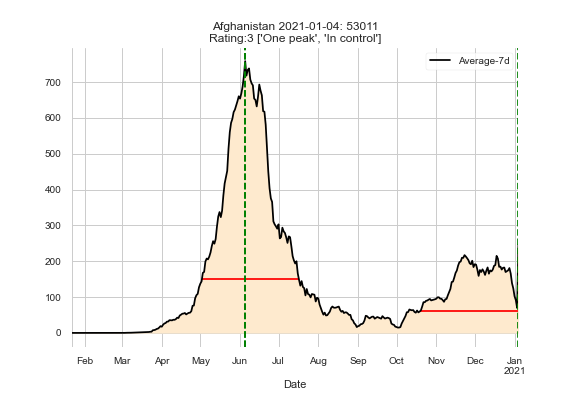 Afghanistan 2021-01-04: 53011
Rating:3 ['One peak', 'In control']
Average-7d
700
600
500
400
300
200
100
0
Feb Mar Apr May Jun Jul Aug Sep Oct Nov Dec Jan
2021
Date